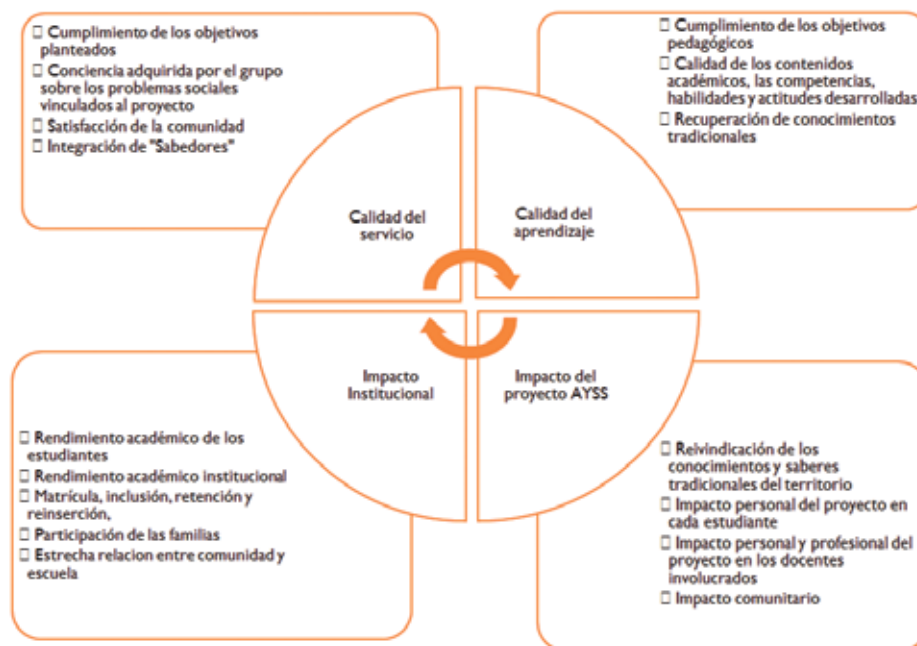 ☐ Cumplimiento de los objetivos
planteados
☐ Conciencia adquirida por el grupo
sobre los problemas sociales
vinculados al proyecto
☐ Satisfacción de la comunidad
☐ Integración de "Sabedores"
☐ Cumplimiento de los objetivos
pedagógicos
☐ Calidad de los contenidos
académicos, las competencias,
habilidades y actitudes desarrolladas
☐ Recuperación de conocimientos
tradicionales
Calidad del
servicio
Calidad del
aprendizaje
Impacto
Institucional
Impacto del
proyecto AYSS
☐ Rendimiento académico de los
estudiantes
☐ Rendimiento académico institucional
☐ Matrícula, inclusión, retención y
reinserción,
☐ Participación de las familias
☐ Estrecha relacion entre comunidad y
escuela
☐ Reivindicación de los
conocimientos y saberes
tradicionales del territorio
☐ Impacto personal del proyecto en
cada estudiante
☐ Impacto personal y profesional del
proyecto en los docentes
involucrados
☐ Impacto comunitario